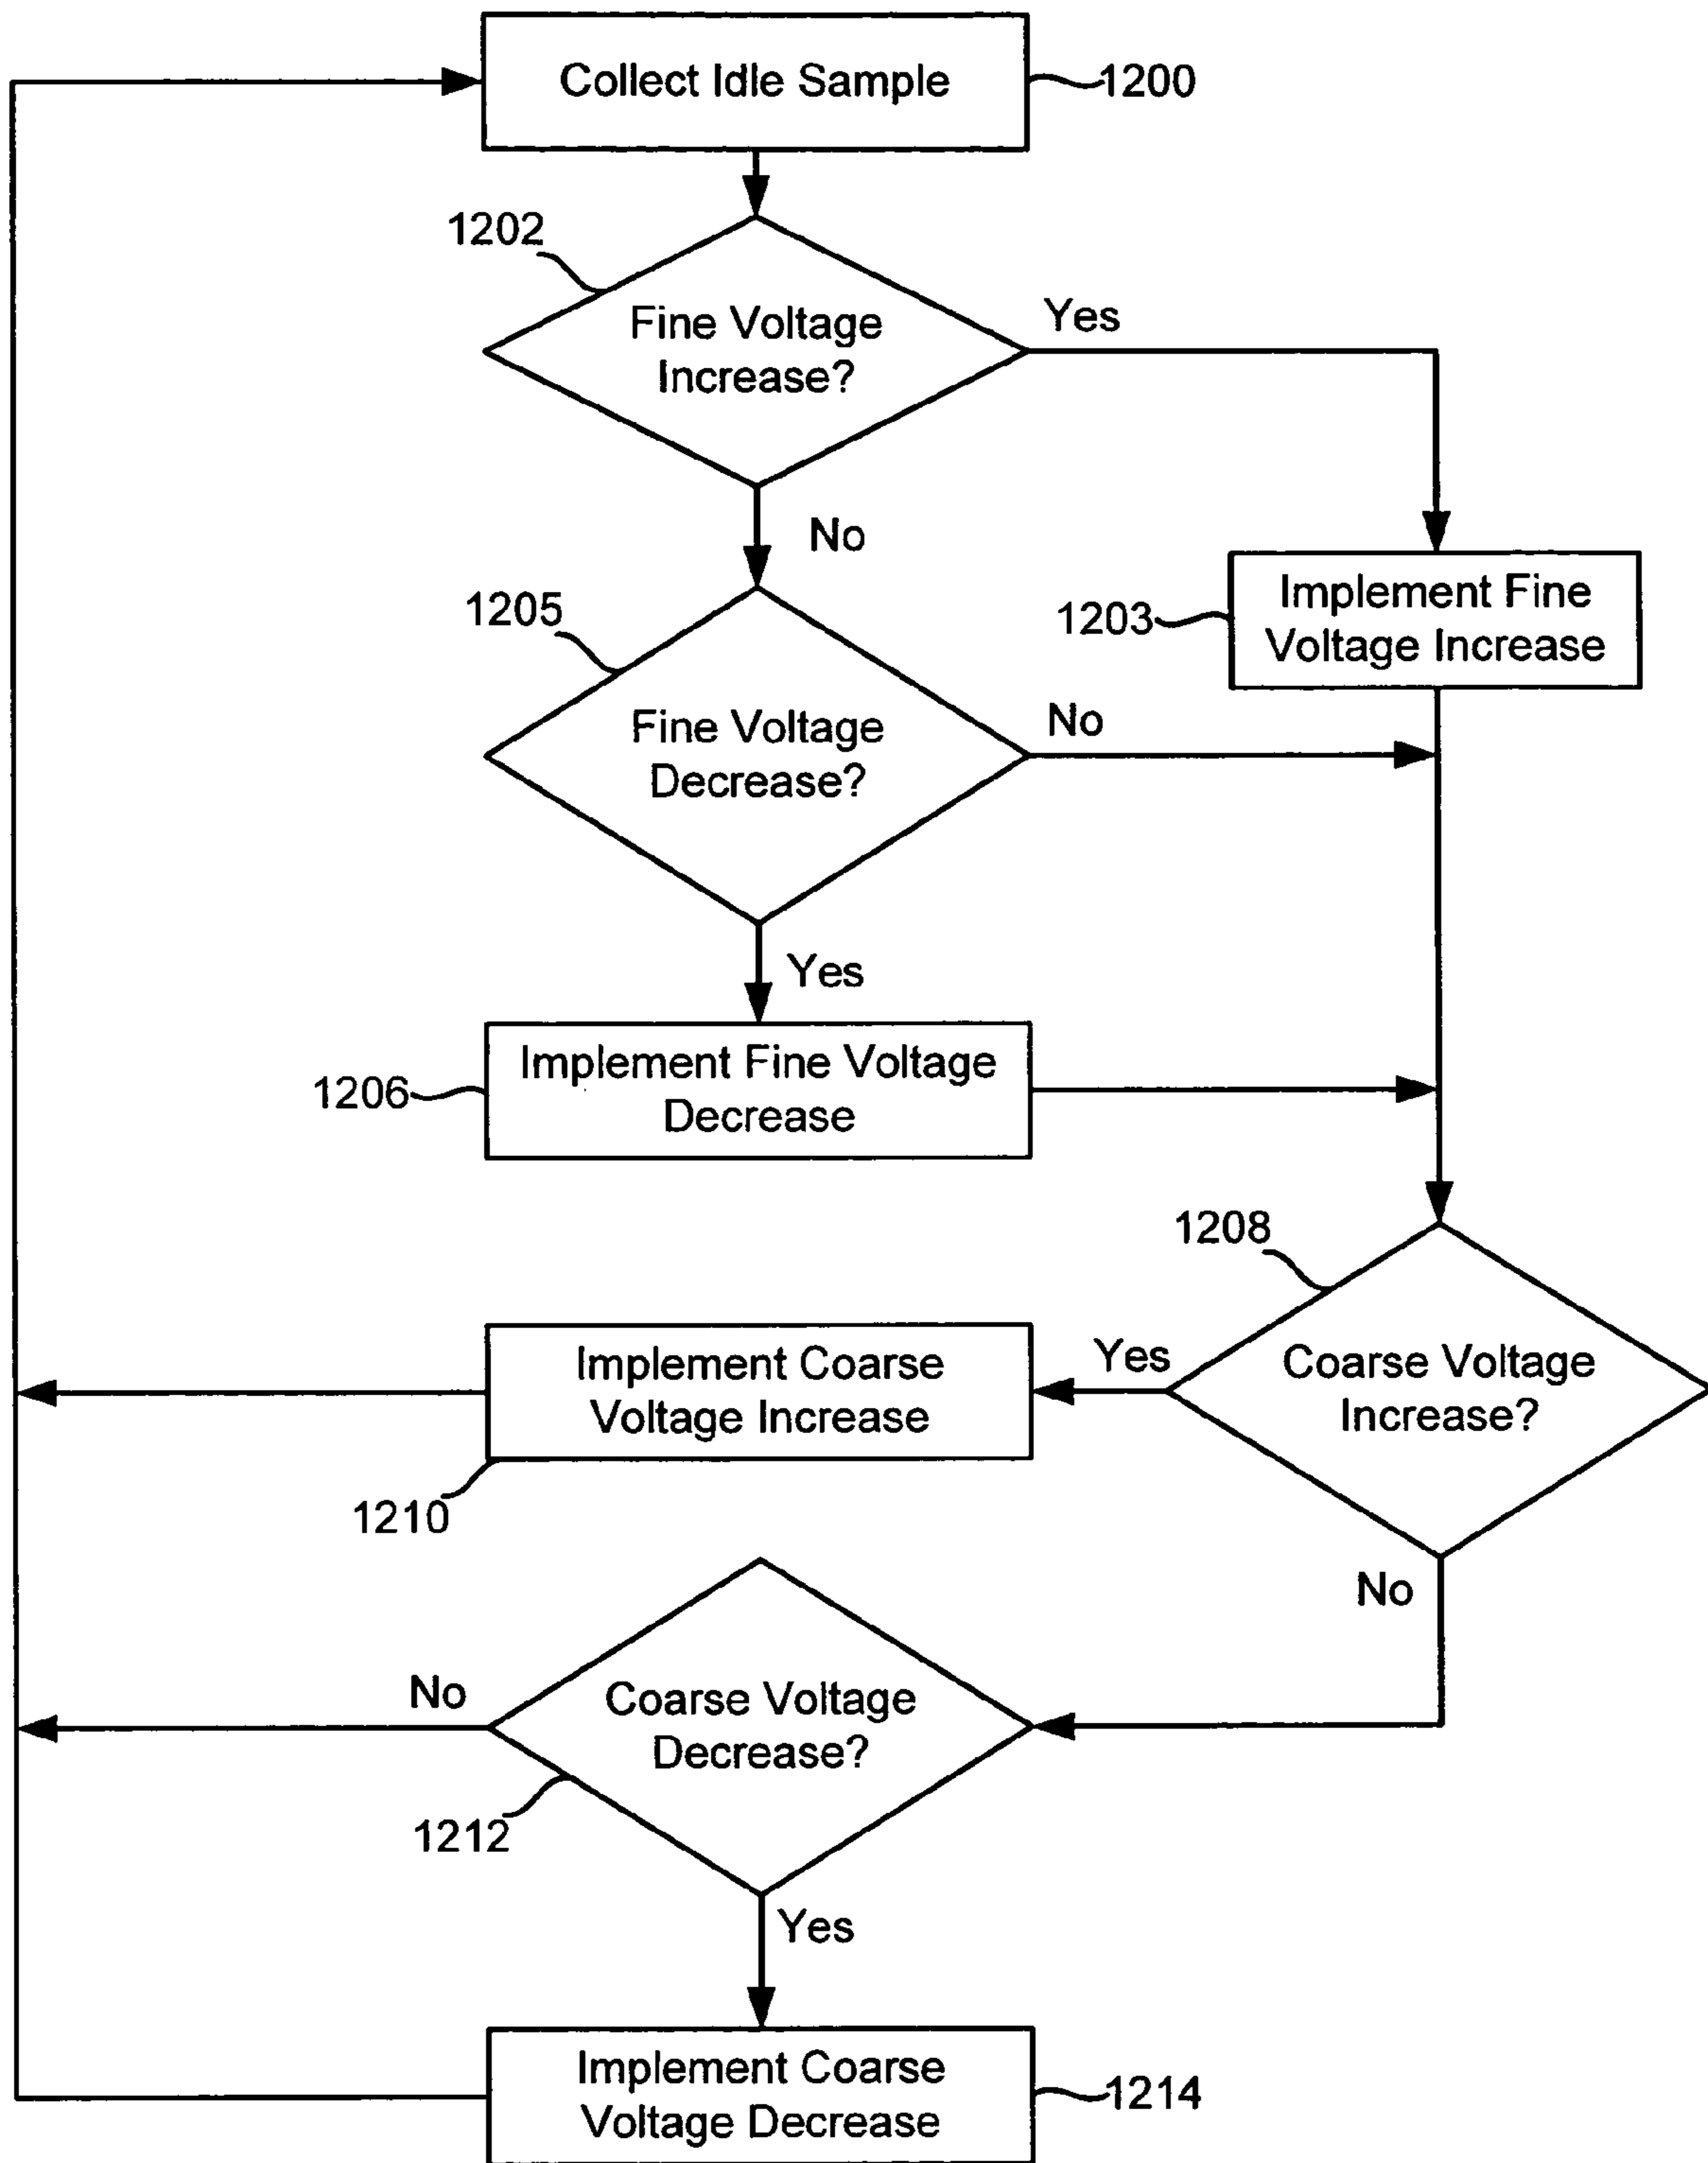 Collect Idle Sample
1200
1202
Fine Voltage
Increase?
Yes
No
1203
Implement Fine
Voltage Increase
1205
Fine Voltage
Decrease?
No
Yes
1206
Implement Fine Voltage
Decrease
1208
Coarse Voltage
Increase?
Yes
Implement Coarse
Voltage Increase
1210
No
Coarse Voltage
Decrease?
No
1212
Yes
Implement Coarse
Voltage Decrease
1214